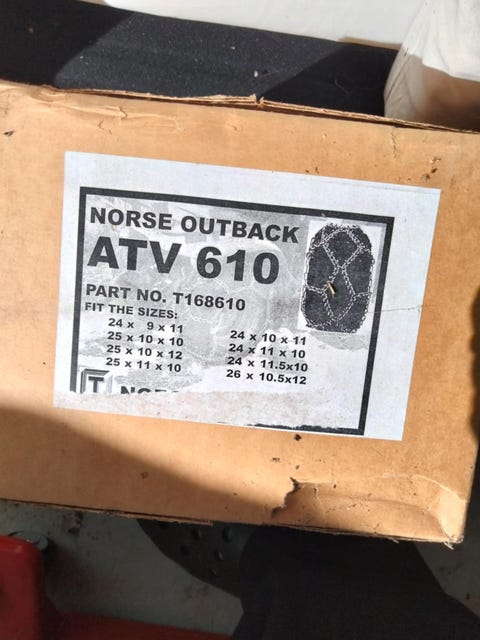 NORSE OUTBACK
ATV 610
PART NO. T168610
FIT THE SIZES:
24 x 9 x 11
25 x 10 x 10
25 x 10 x 12
25 x 11 x 10
24 x 10 x 11
24 x 11 x 10
24 x 11.5x10
26 x 10.5x12